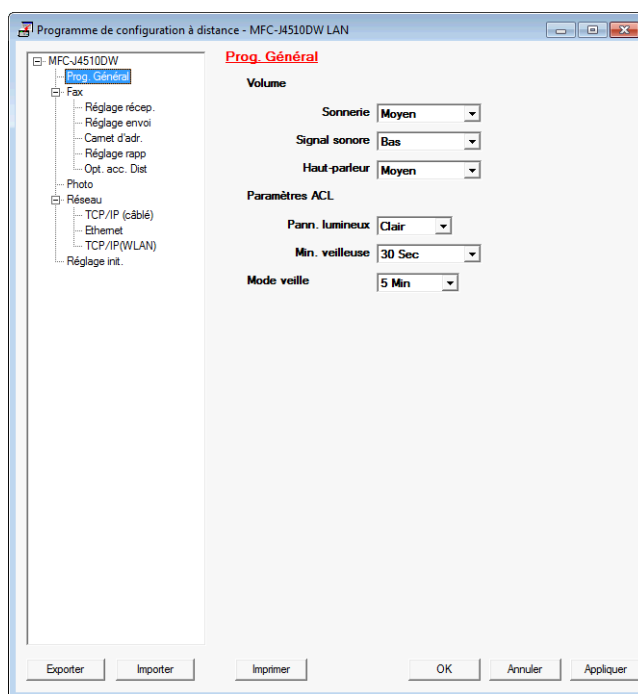 Programme de configuration à distance - MFC-J4510DW LAN
MFC-J4510DW
Prog. Général
Fax
Réglage récep.
Réglage envoi
Carnet d'adr.
Réglage rapp
Opt. acc. Dist
Photo
Réseau
TCP/IP (câblé)
Ethernet
TCP/IP(WLAN)
Réglage init.
Prog. Général
Volume
Sonnerie Moyen
Signal sonore Bas
Haut-parleur Moyen
Paramètres ACL
Pann. lumineux Clair
Min. veilleuse 30 Sec
Mode veille 5 Min
Exporter Importer Imprimer OK Annuler Appliquer